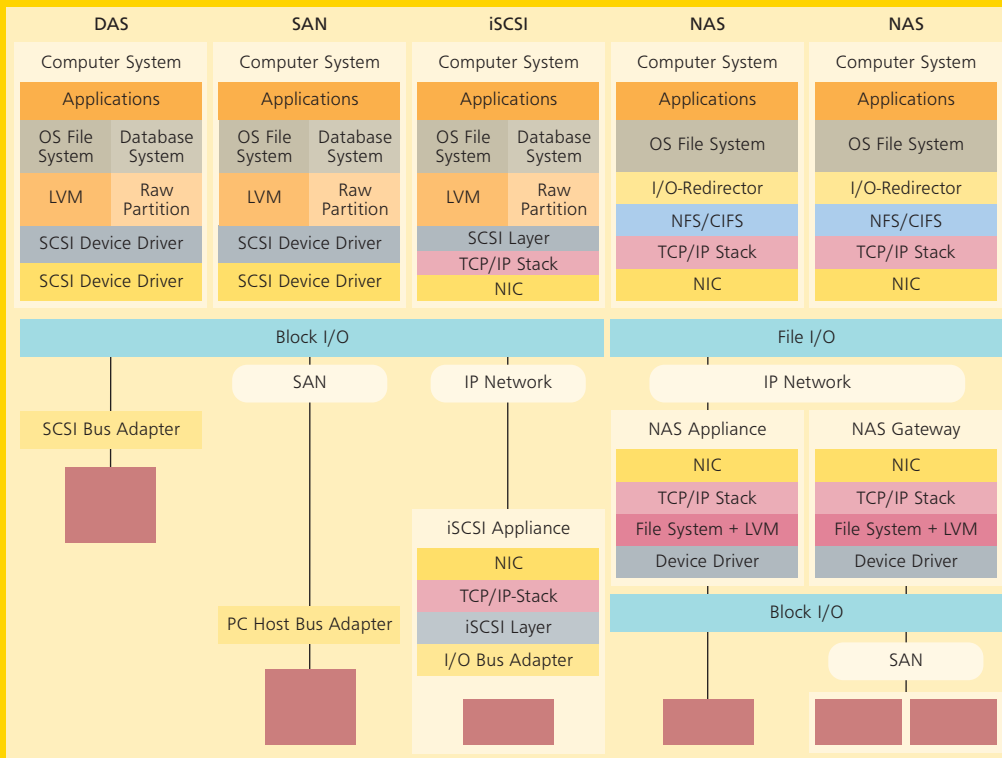 DAS
SAN
iSCSI
NAS
NAS
Computer System
Computer System
Computer System
Computer System
Computer System
Applications
Applications
Applications
Applications
Applications
OS File
System
Database
System
OS File
System
Database
System
OS File
System
Database
System
OS File System
OS File System
LVM
Raw
Partition
LVM
Raw
Partition
LVM
Raw
Partition
I/O-Redirector
I/O-Redirector
NFS/CIFS
NFS/CIFS
SCSI Device Driver
SCSI Device Driver
SCSI Layer
TCP/IP Stack
TCP/IP Stack
TCP/IP Stack
SCSI Device Driver
SCSI Device Driver
NIC
NIC
NIC
Block I/O
File I/O
SAN
IP Network
IP Network
SCSI Bus Adapter
NAS Appliance
NAS Gateway
NIC
NIC
TCP/IP Stack
TCP/IP Stack
File System + LVM
File System + LVM
Device Driver
Device Driver
iSCSI Appliance
NIC
TCP/IP-Stack
iSCSI Layer
I/O Bus Adapter
PC Host Bus Adapter
Block I/O
SAN